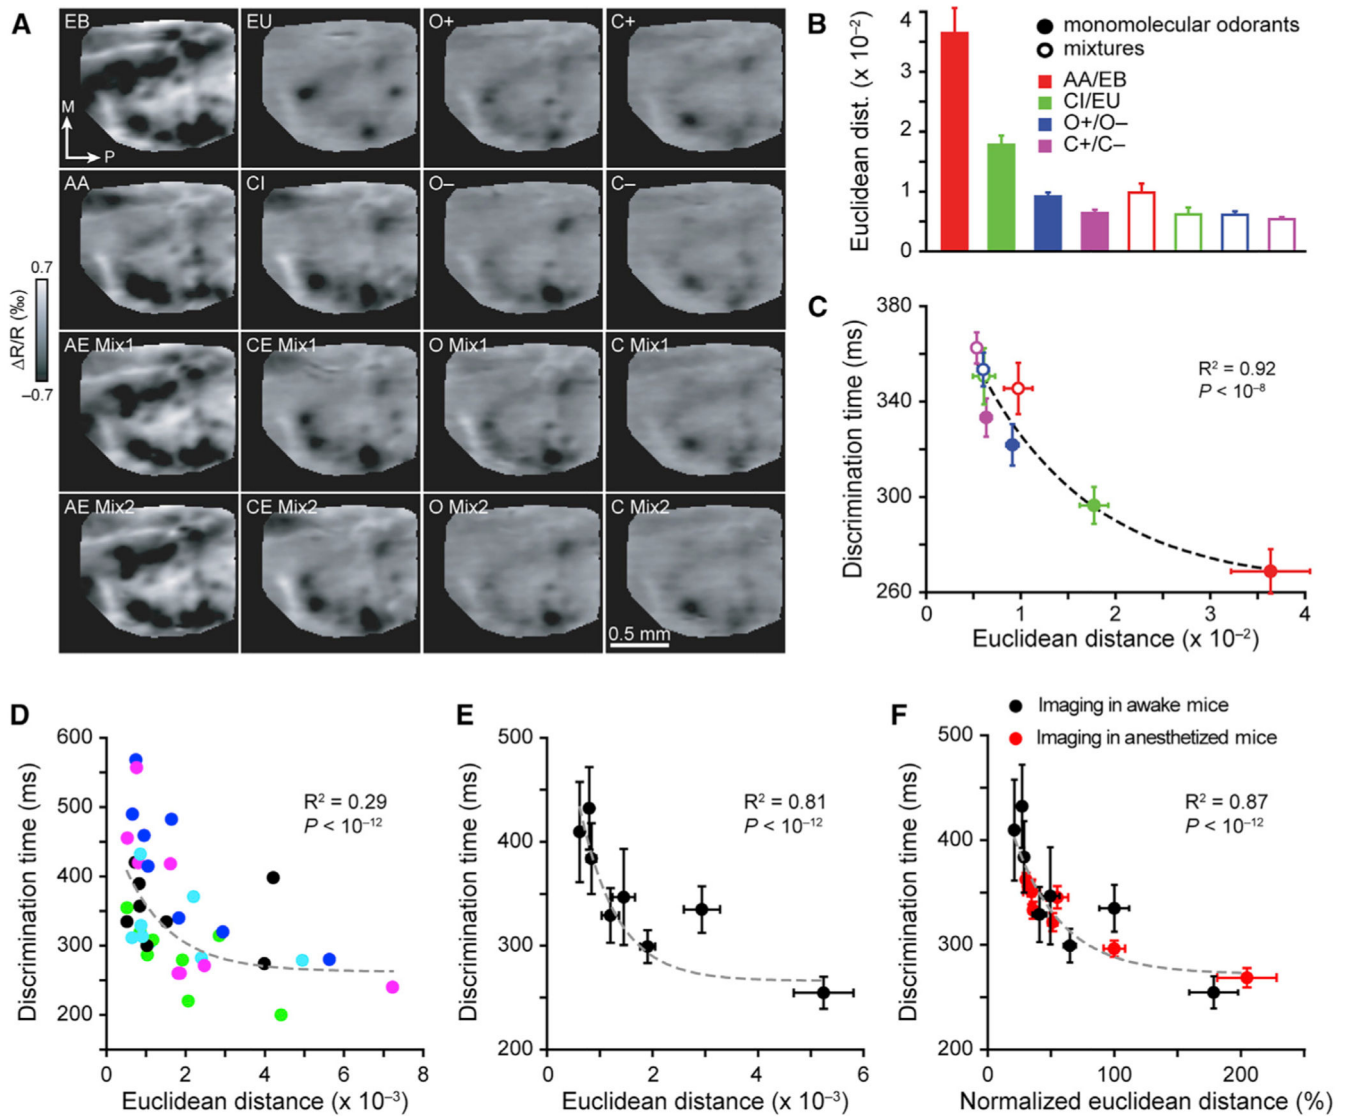 A
EB
EU
O+
C+
M
P
AA
CI
O–
C–
0.7
ΔR/R (‰)
–0.7
AE Mix1
CE Mix1
O Mix1
C Mix1
AE Mix2
CE Mix2
O Mix2
C Mix2
0.5 mm
B
Euclidean dist. (x 10⁻²)
4
3
2
1
0
monomolecular odorants
mixtures
AA/EB
CI/EU
O+/O–
C+/C–
C
Discrimination time (ms)
380
340
300
260
R² = 0.92
P < 10⁻⁸
0 1 2 3 4
Euclidean distance (x 10⁻²)
D
Discrimination time (ms)
600
500
400
300
200
R² = 0.29
P < 10⁻¹²
0 2 4 6 8
Euclidean distance (x 10⁻³)
E
Discrimination time (ms)
500
400
300
200
R² = 0.81
P < 10⁻¹²
0 2 4 6
Euclidean distance (x 10⁻³)
F
Imaging in awake mice
Imaging in anesthetized mice
Discrimination time (ms)
500
400
300
200
R² = 0.87
P < 10⁻¹²
0 100 200
Normalized euclidean distance (%)